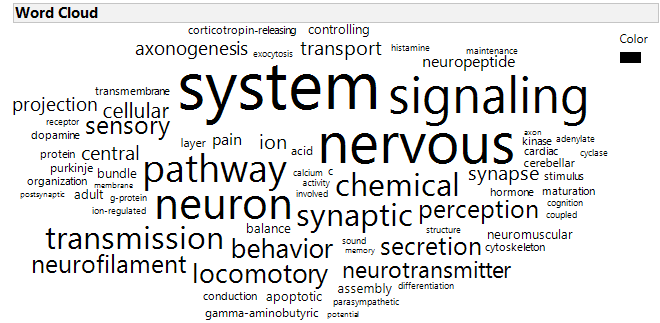 Word Cloud
Color
corticotropin-releasing controlling
axonogenesis exocytosis transport histamine maintenance
neuropeptide
transmembrane system signaling
projection cellular
receptor sensory
dopamine
layer pain ion acid nervous axon kinase adenylate
protein central cardiac cyclase
purkinje bundle pathway calcium c synapse cerebellar
organization membrane activity chemical stimulus
postsynaptic adult g-protein involved hormone maturation
ion-regulated neuron synaptic perception cognition
coupled
balance structure
transmission behavior sound secretion neuromuscular
memory cytoskeleton
neurofilament locomotory neurotransmitter
assembly differentiation
conduction apoptotic parasympathetic
gamma-aminobutyric potential